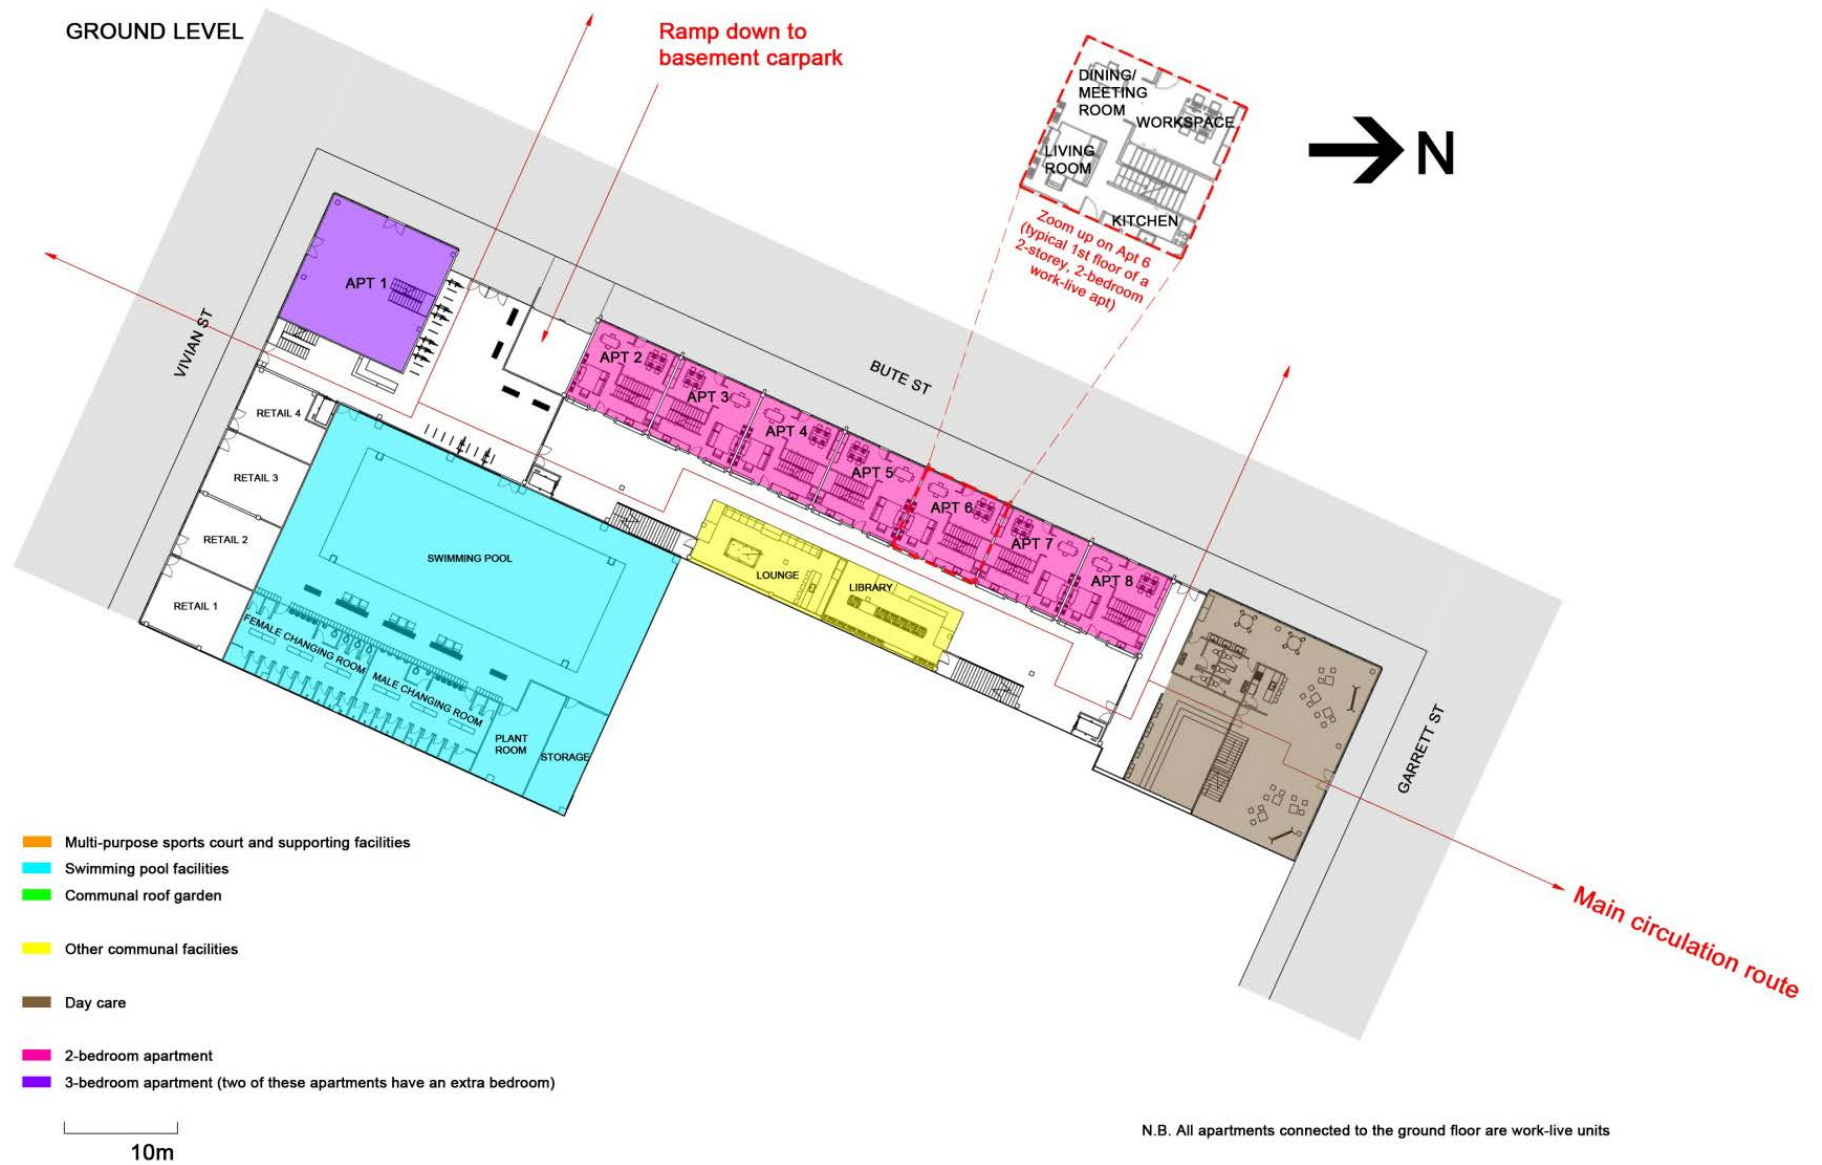 GROUND LEVEL
Ramp down to
basement carpark
DINING/
MEETING
ROOM
WORKSPACE
LIVING
ROOM
KITCHEN
N
Zoom up on Apt 6
(typical 1st floor of a
2-storey, 2-bedroom
work-live apt)
VIVIAN ST
BUTE ST
GARRETT ST
APT 1
APT 2
APT 3
APT 4
APT 5
APT 6
APT 7
APT 8
RETAIL 4
RETAIL 3
RETAIL 2
RETAIL 1
SWIMMING POOL
LOUNGE
LIBRARY
FEMALE CHANGING ROOM
MALE CHANGING ROOM
PLANT
ROOM
STORAGE
Main circulation route
Multi-purpose sports court and supporting facilities
Swimming pool facilities
Communal roof garden
Other communal facilities
Day care
2-bedroom apartment
3-bedroom apartment (two of these apartments have an extra bedroom)
10m
N.B. All apartments connected to the ground floor are work-live units